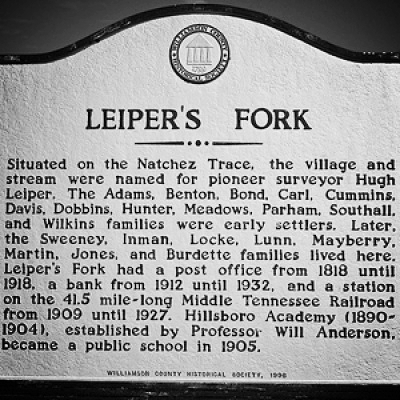 WILLIAMSON COUNTY
HISTORICAL SOCIETY
LEIPER'S FORK
Situated on the Natchez Trace, the village and
stream were named for pioneer surveyor Hugh
Leiper. The Adams, Benton, Bond, Carl, Cummins,
Davis, Dobbins, Hunter, Meadows, Parham, Southall,
and Wilkins families were early settlers. Later,
the Sweeney, Inman, Locke, Lunn, Mayberry,
Martin, Jones, and Burdette families lived here.
Leiper's Fork had a post office from 1818 until
1918, a bank from 1912 until 1932, and a station
on the 41.5 mile-long Middle Tennessee Railroad
from 1909 until 1927. Hillsboro Academy (1890-
1904), established by Professor Will Anderson,
became a public school in 1905.
WILLIAMSON COUNTY HISTORICAL SOCIETY, 1996